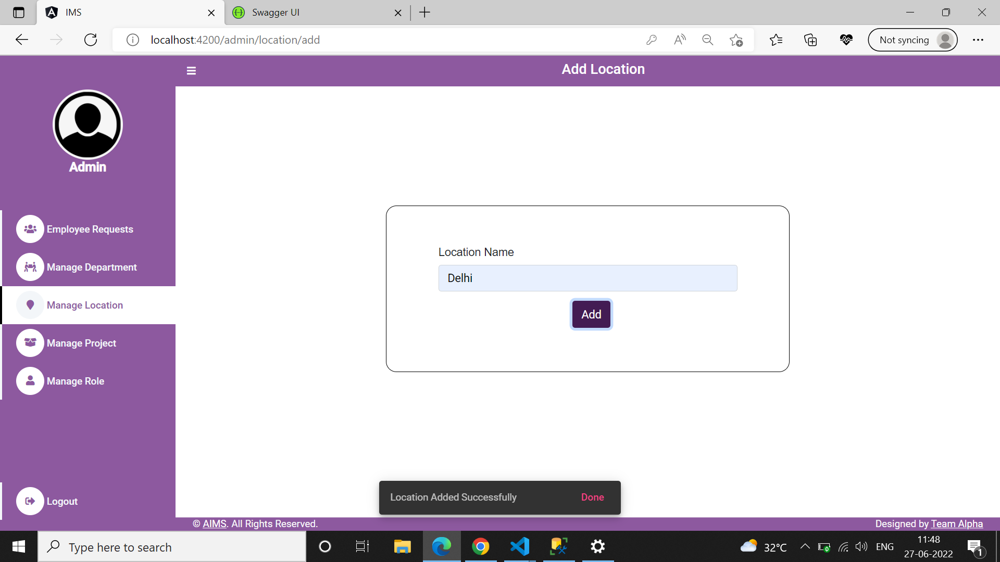 IMS
Swagger UI
localhost:4200/admin/location/add
Not syncing
Add Location
Admin
Employee Requests
Manage Department
Manage Location
Manage Project
Manage Role
Logout
Location Name
Delhi
Add
Location Added Successfully Done
© AIMS. All Rights Reserved. Designed by Team Alpha
Type here to search
32°C
ENG
11:48
27-06-2022
1